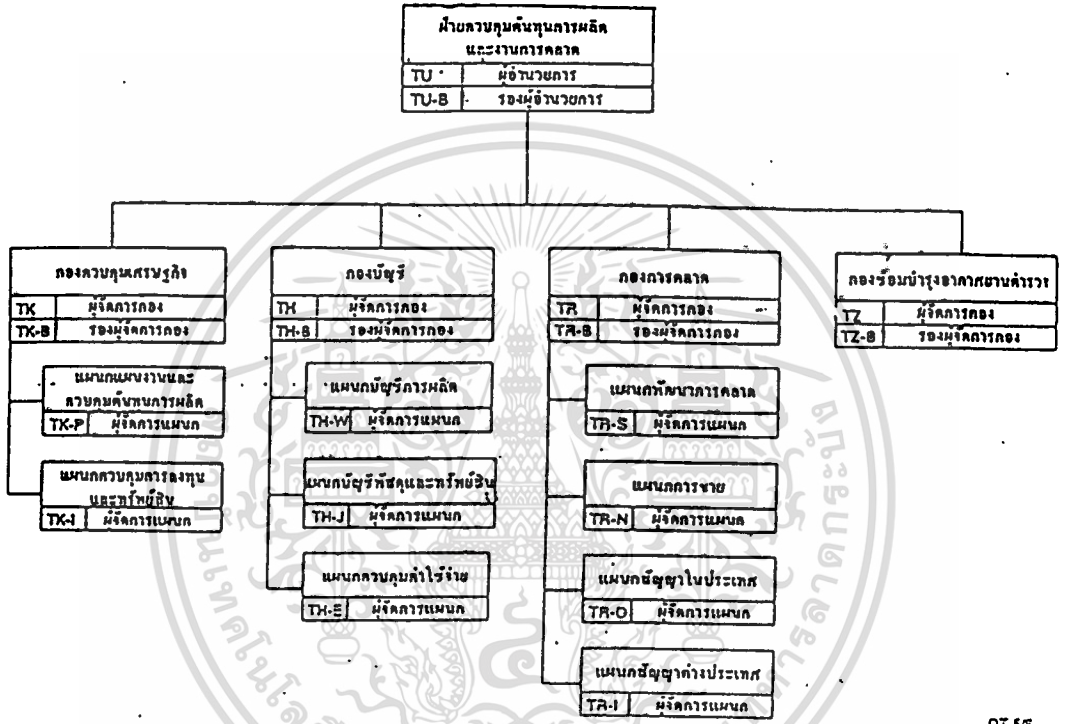 ฝ่ายควบคุมต้นทุนการผลิต
และงานการตลาด
TU ผู้อำนวยการ
TU-B รองผู้อำนวยการ
กองควบคุมเศรษฐกิจ
TK ผู้จัดการกอง
TK-B รองผู้จัดการกอง
แผนกแผนงานและ
ควบคุมต้นทุนการผลิต
TK-P ผู้จัดการแผนก
แผนกควบคุมการลงทุน
และทรัพย์สิน
TK-I ผู้จัดการแผนก
กองบัญชี
TH ผู้จัดการกอง
TH-B รองผู้จัดการกอง
แผนกบัญชีการผลิต
TH-W ผู้จัดการแผนก
แผนกบัญชีพัสดุและทรัพย์สิน
TH-J ผู้จัดการแผนก
แผนกควบคุมค่าใช้จ่าย
TH-E ผู้จัดการแผนก
กองการตลาด
TR ผู้จัดการกอง
TR-B รองผู้จัดการกอง
แผนกพัฒนาการตลาด
TR-S ผู้จัดการแผนก
แผนกการขาย
TR-N ผู้จัดการแผนก
แผนกสัญญาในประเทศ
TR-O ผู้จัดการแผนก
แผนกสัญญาต่างประเทศ
TR-I ผู้จัดการแผนก
กองซ่อมบำรุงอากาศยานตำรวจ
TZ ผู้จัดการกอง
TZ-B รองผู้จัดการกอง